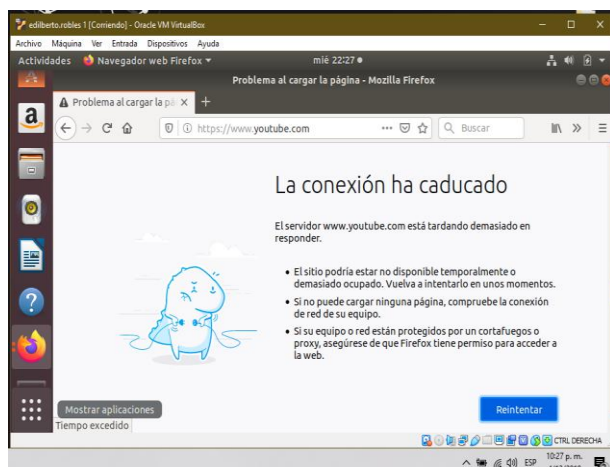 edilberto.robles 1 [Corriendo] - Oracle VM VirtualBox
Archivo Máquina Ver Entrada Dispositivos Ayuda
Actividades Navegador web Firefox mié 22:27
Problema al cargar la página - Mozilla Firefox
Problema al cargar la pá
https://www.youtube.com Buscar
La conexión ha caducado
El servidor www.youtube.com está tardando demasiado en
responder.
El sitio podría estar no disponible temporalmente o
demasiado ocupado. Vuelva a intentarlo en unos momentos.
Si no puede cargar ninguna página, compruebe la conexión
de red de su equipo.
Si su equipo o red están protegidos por un cortafuegos o
proxy, asegúrese de que Firefox tiene permiso para acceder a
la web.
Reintentar
Mostrar aplicaciones
Tiempo excedido
CTRL DERECHA
ESP 10:27 p. m.